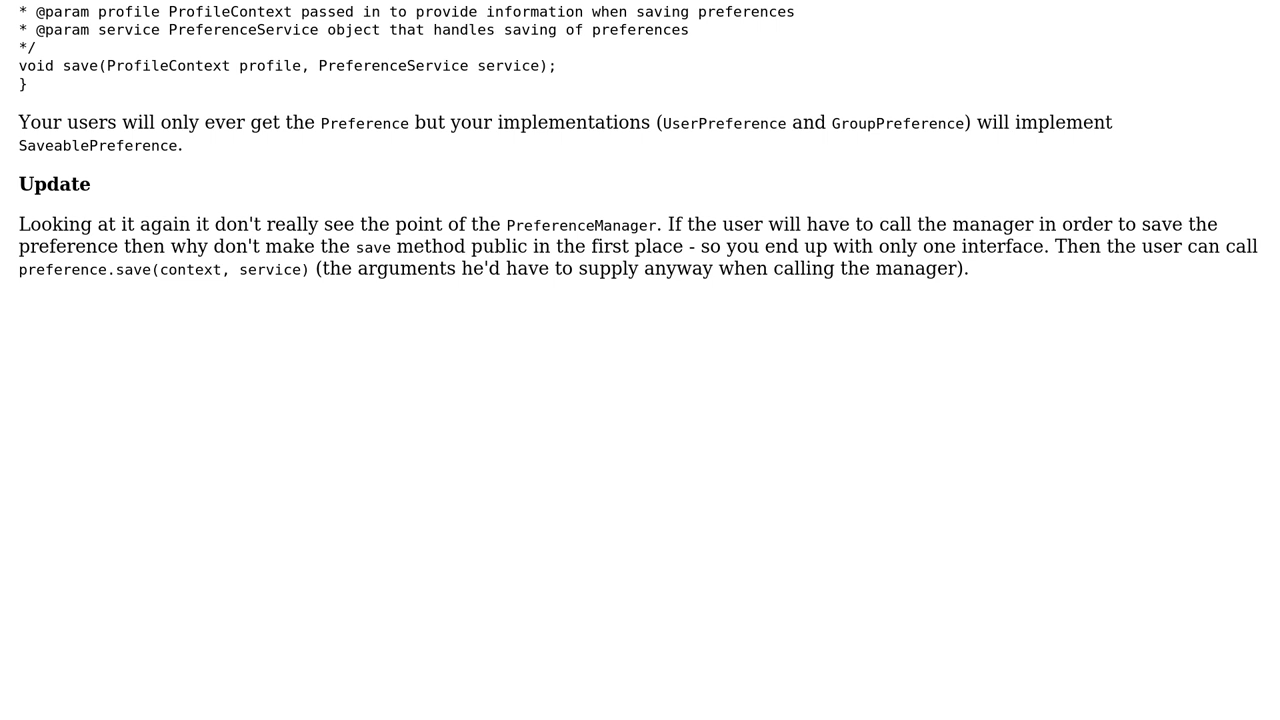 * @param profile ProfileContext passed in to provide information when saving preferences
* @param service PreferenceService object that handles saving of preferences
*/
void save(ProfileContext profile, PreferenceService service);
}
Your users will only ever get the Preference but your implementations (UserPreference and GroupPreference) will implement
SaveablePreference.
Update
Looking at it again it don't really see the point of the PreferenceManager. If the user will have to call the manager in order to save the
preference then why don't make the save method public in the first place - so you end up with only one interface. Then the user can call
preference.save(context, service) (the arguments he'd have to supply anyway when calling the manager).